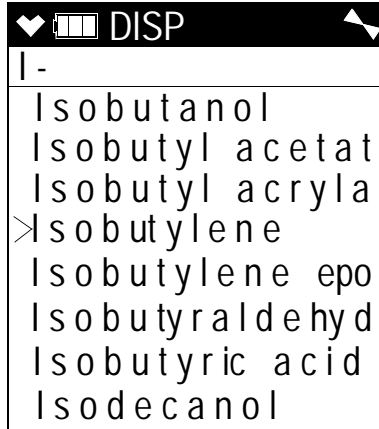 DISP
I-
Isobutanol
Isobutyl acetat
Isobutyl acryla
>Isobutylene
Isobutylene epo
Isobutyraldehyd
Isobutyric acid
Isodecanol